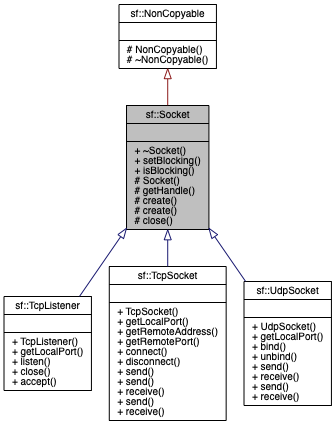 sf::NonCopyable
# NonCopyable()
# ~NonCopyable()
sf::Socket
+ ~Socket()
+ setBlocking()
+ isBlocking()
# Socket()
# getHandle()
# create()
# create()
# close()
sf::TcpListener
+ TcpListener()
+ getLocalPort()
+ listen()
+ close()
+ accept()
sf::TcpSocket
+ TcpSocket()
+ getLocalPort()
+ getRemoteAddress()
+ getRemotePort()
+ connect()
+ disconnect()
+ send()
+ send()
+ receive()
+ send()
+ receive()
sf::UdpSocket
+ UdpSocket()
+ getLocalPort()
+ bind()
+ unbind()
+ send()
+ receive()
+ send()
+ receive()